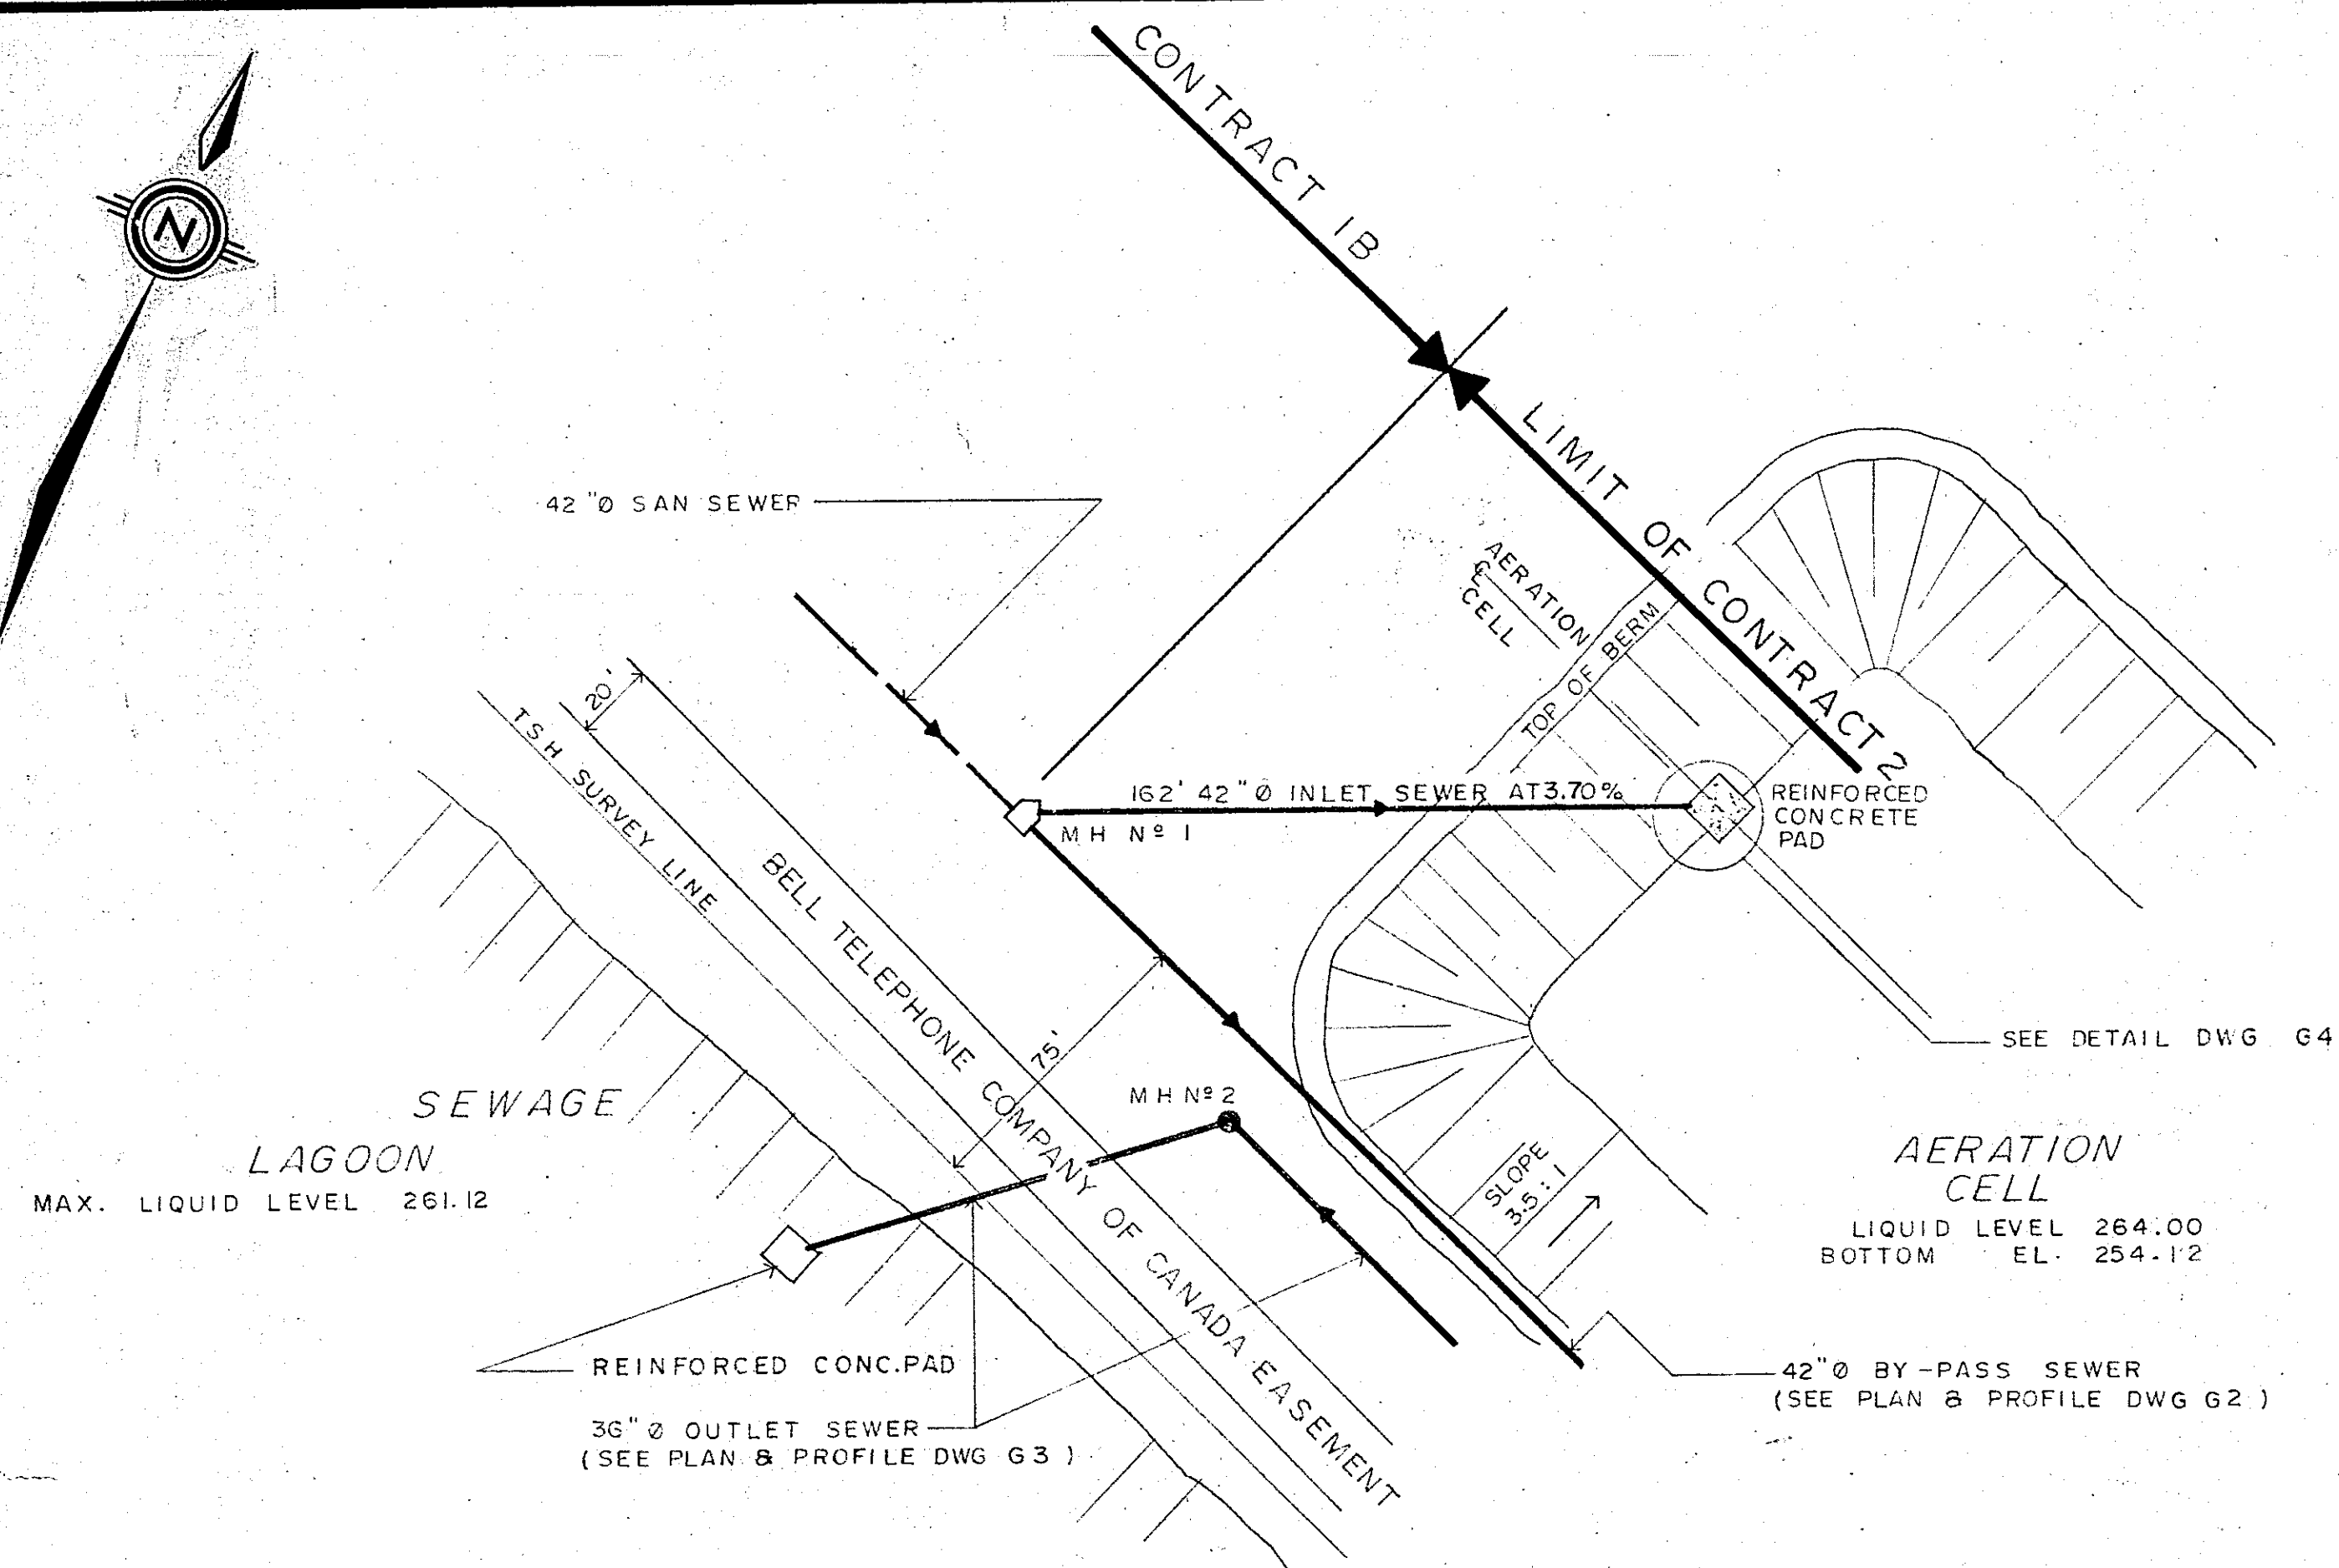 CONTRACT 1B
N
LIMIT OF CONTRACT 2
42"Ø SAN SEWER
AERATION
℄
CELL
TOP OF BERM
20'
TSH SURVEY LINE
162' 42"Ø INLET SEWER AT 3.70%
MH Nº 1
REINFORCED
CONCRETE
PAD
BELL TELEPHONE COMPANY OF CANADA EASEMENT
75'
SEE DETAIL DWG G4
MH Nº 2
SEWAGE
LAGOON
MAX. LIQUID LEVEL 261.12
SLOPE
3.5:1
AERATION
CELL
LIQUID LEVEL 264.00
BOTTOM EL. 254.12
REINFORCED CONC.PAD
42"Ø BY-PASS SEWER
(SEE PLAN & PROFILE DWG G2)
36"Ø OUTLET SEWER
(SEE PLAN & PROFILE DWG G3)